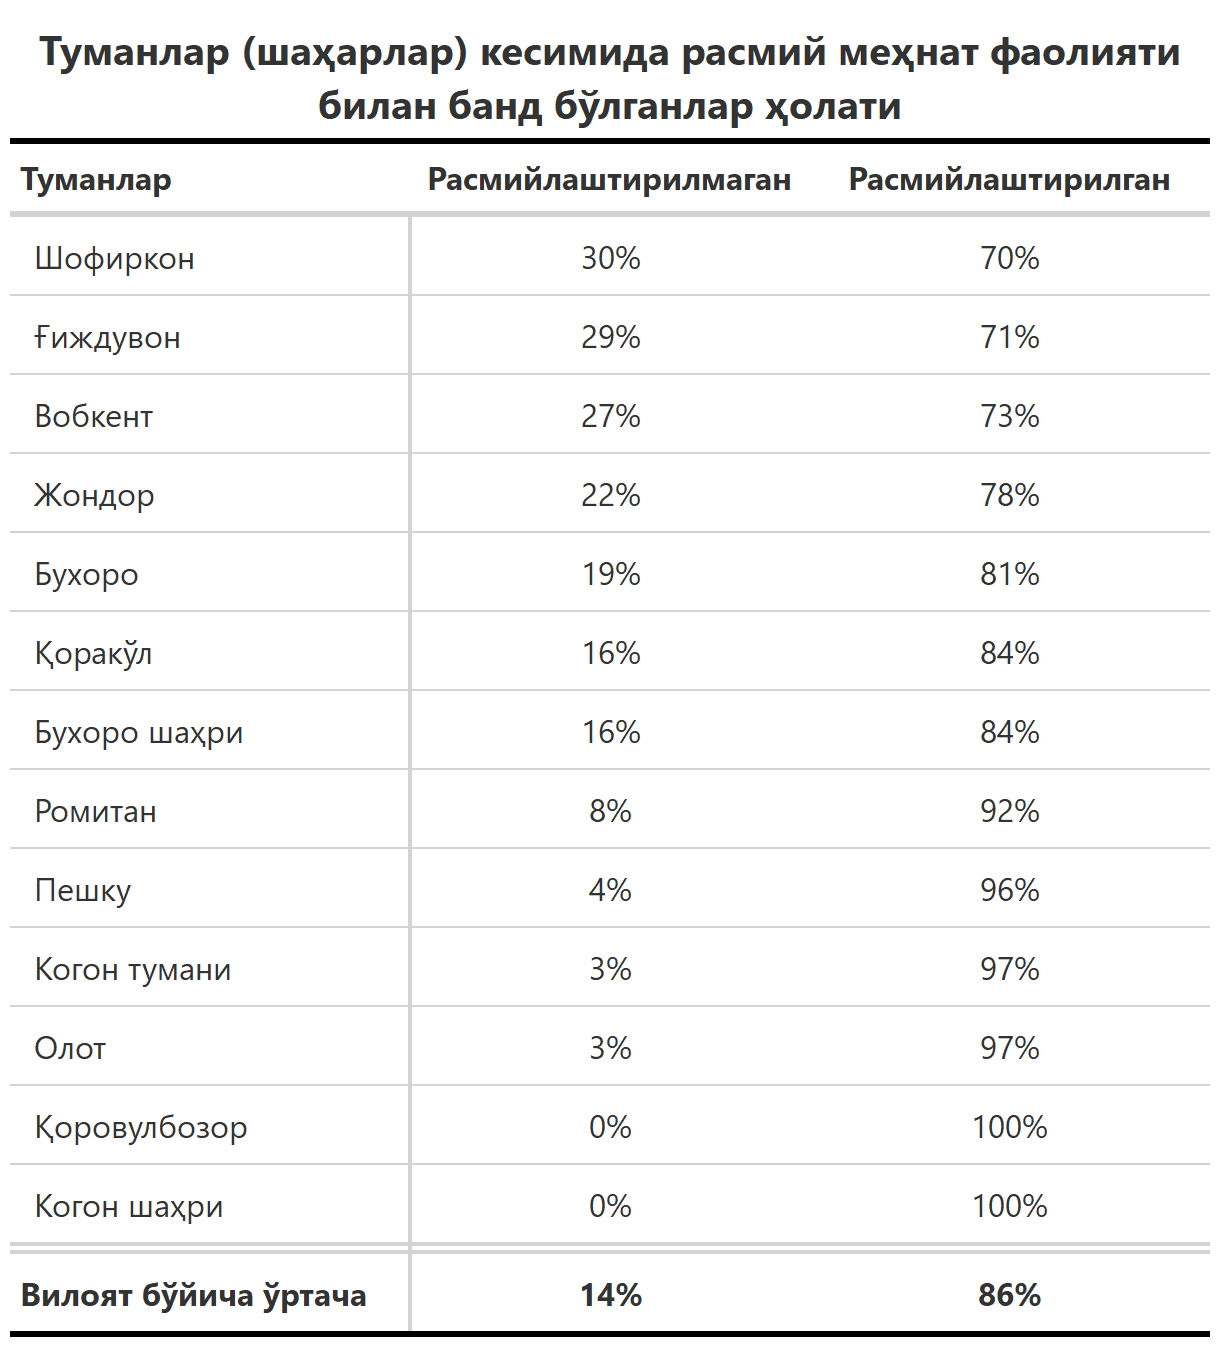 Туманлар (шаҳарлар) кесимида расмий меҳнат фаолияти
билан банд бўлганлар ҳолати
Туманлар Расмийлаштирилмаган Расмийлаштирилган
Шофиркон 30% 70%
Ғиждувон 29% 71%
Вобкент 27% 73%
Жондор 22% 78%
Бухоро 19% 81%
Қоракўл 16% 84%
Бухоро шаҳри 16% 84%
Ромитан 8% 92%
Пешку 4% 96%
Когон тумани 3% 97%
Олот 3% 97%
Қоровулбозор 0% 100%
Когон шаҳри 0% 100%
Вилоят бўйича ўртача 14% 86%